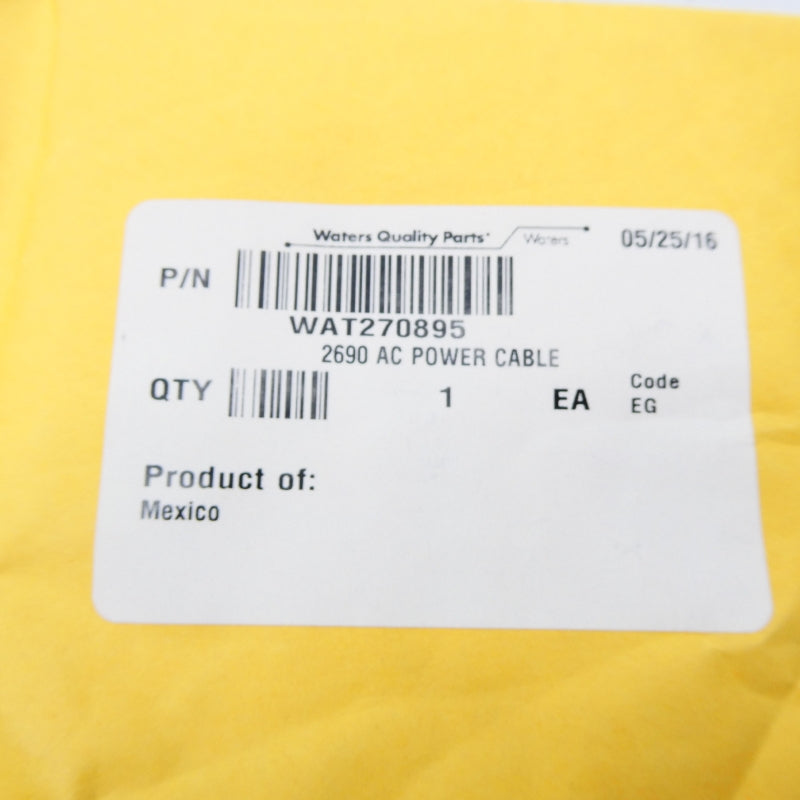 Waters Quality Parts Waters 05/25/16
P/N
WAT270895
2690 AC POWER CABLE
QTY 1 EA Code
EG
Product of:
Mexico